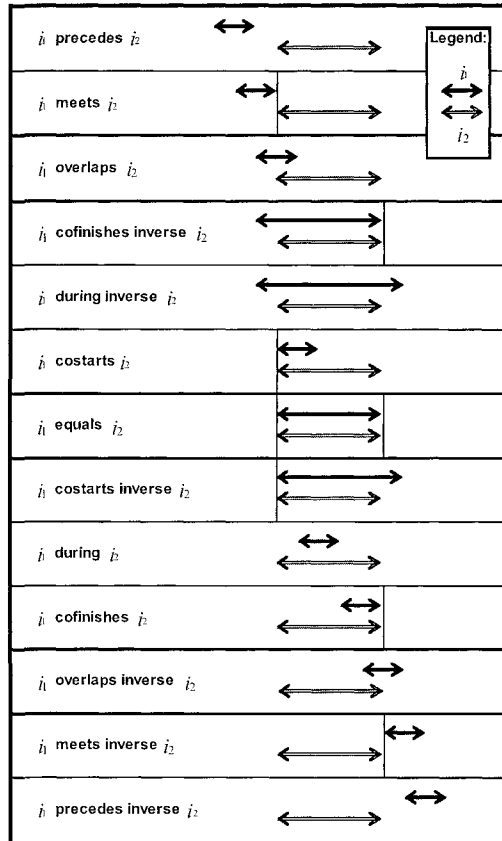 i₁ precedes i₂
Legend:
i₁
i₂
i₁ meets i₂
i₁ overlaps i₂
i₁ cofinishes inverse i₂
i₁ during inverse i₂
i₁ costarts i₂
i₁ equals i₂
i₁ costarts inverse i₂
i₁ during i₂
i₁ cofinishes i₂
i₁ overlaps inverse i₂
i₁ meets inverse i₂
i₁ precedes inverse i₂